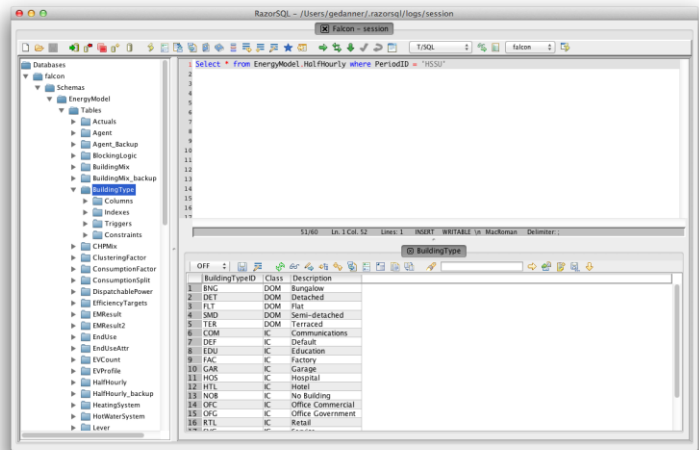 RazorSQL - /Users/gedanner/.razorsql/logs/session
Falcon - session
T/SQL
falcon
Databases
falcon
Schemas
EnergyModel
Tables
Actuals
Agent
Agent_Backup
BlockingLogic
BuildingMix
BuildingMix_backup
BuildingType
Columns
Indexes
Triggers
Constraints
CHPMix
ClusteringFactor
ConsumptionFactor
ConsumptionSplit
DispatchablePower
EfficiencyTargets
EMResult
EMResult2
EndUse
EndUseAttr
EVCount
EVProfile
HalfHourly
HalfHourly_backup
HeatingSystem
HotWaterSystem
Lever
1 Select * from EnergyModel.HalfHourly where PeriodID = "HSSU"
2
3
4
5
6
7
8
9
10
11
12
13
14
15
16
17
51/60 Ln. 1 Col. 52 Lines: 1 INSERT WRITABLE \n MacRoman Delimiter: ;
BuildingType
OFF
BuildingTypeID Class Description
1 BNG DOM Bungalow
2 DET DOM Detached
3 FLT DOM Flat
4 SMD DOM Semi-detached
5 TER DOM Terraced
6 COM IC Communications
7 DEF IC Default
8 EDU IC Education
9 FAC IC Factory
10 GAR IC Garage
11 HOS IC Hospital
12 HTL IC Hotel
13 NOB IC No Building
14 OFC IC Office Commercial
15 OFG IC Office Government
16 RTL IC Retail